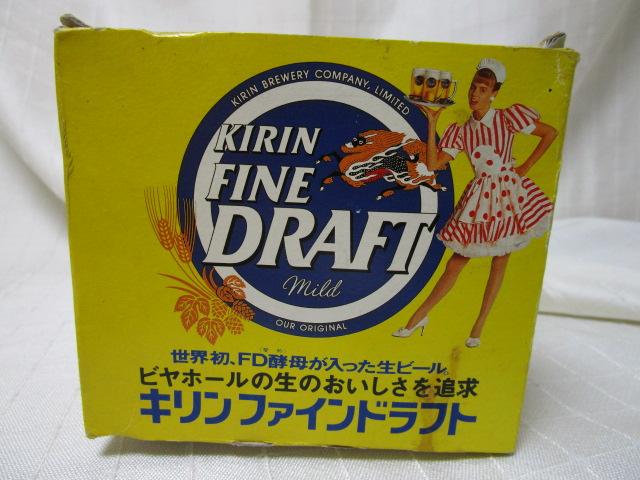 KIRIN BREWERY COMPANY, LIMITED
KIRIN
FINE
DRAFT
Mild
OUR ORIGINAL
世界初、FD酵母が入った生ビール。
ビヤホールの生のおいしさを追求
キリンファインドラフト